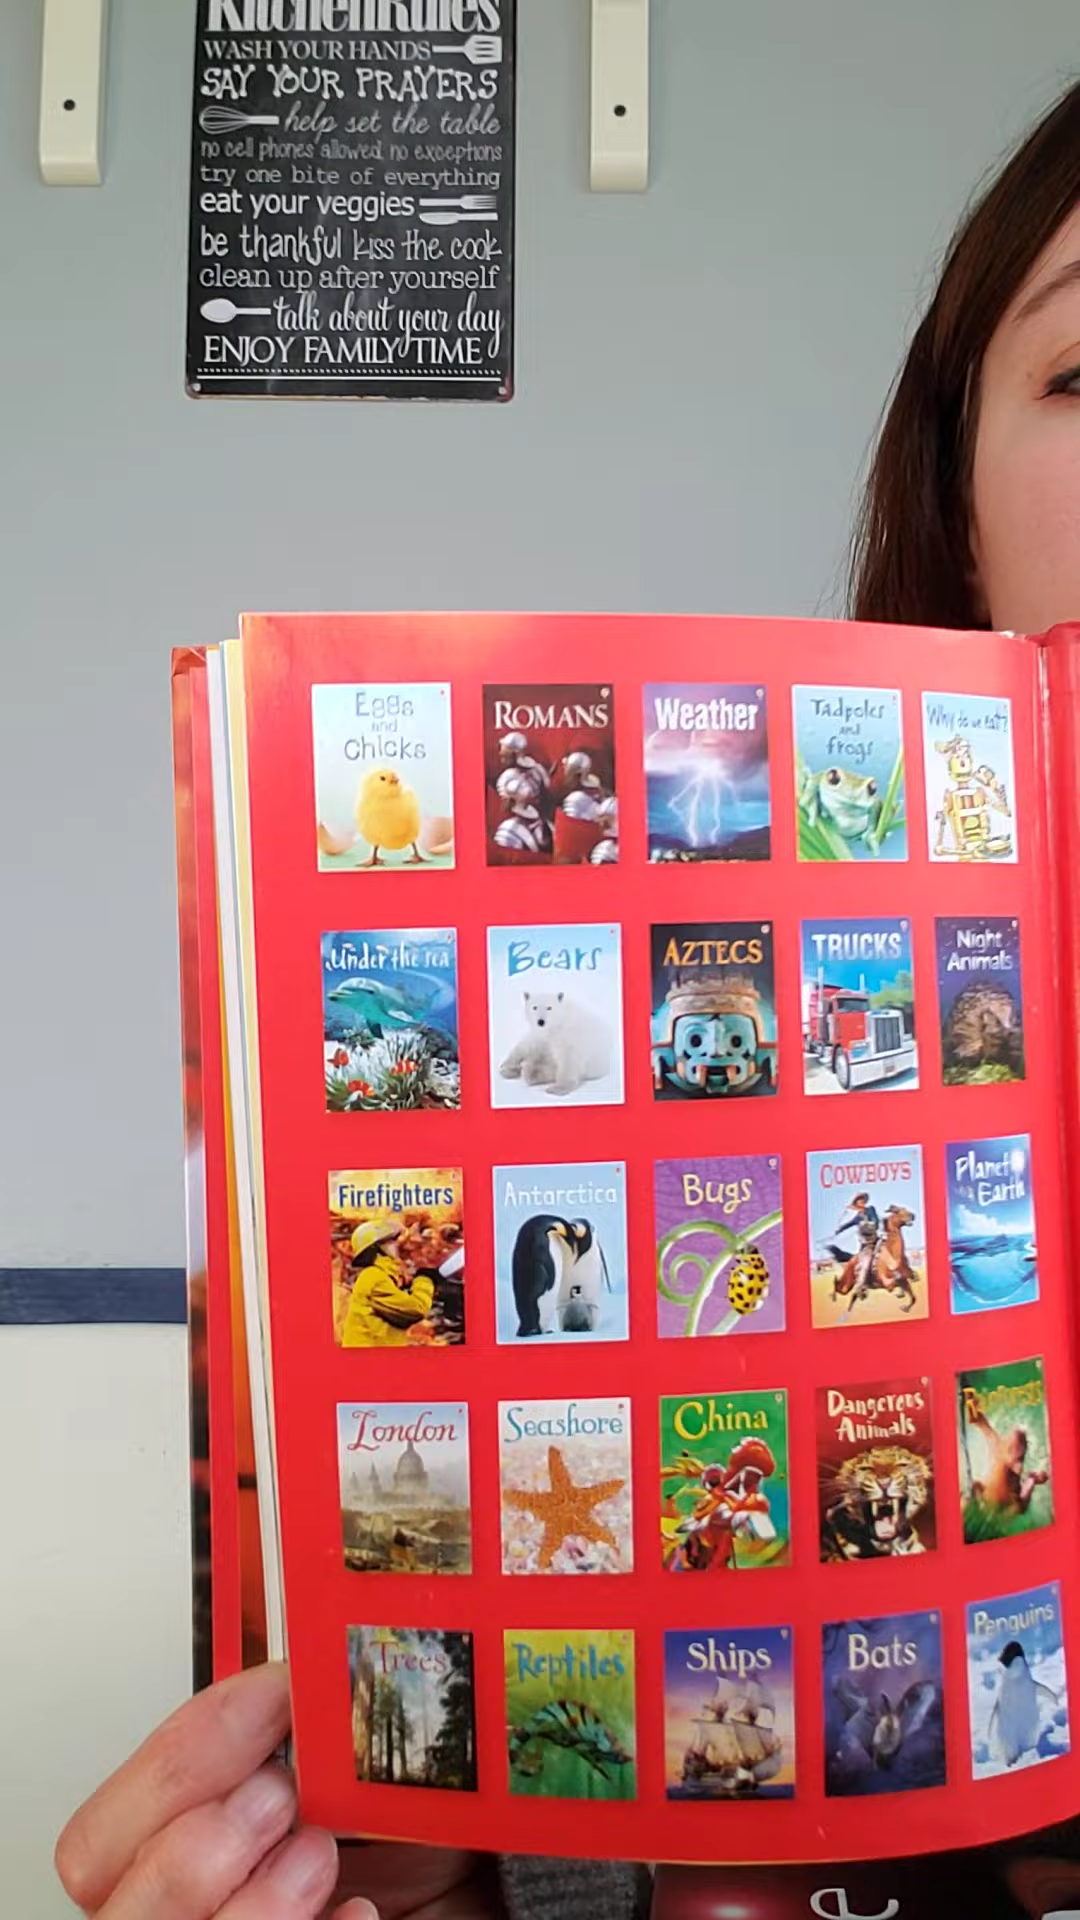 KitchenRules
WASH YOUR HANDS
SAY YOUR PRAYERS
help set the table
no cell phones allowed, no exceptions
try one bite of everything
eat your veggies
be thankful kiss the cook
clean up after yourself
talk about your day
ENJOY FAMILY TIME
Eggs
and
Chicks
ROMANS
Weather
Tadpoles
and
frogs
Why do we eat?
Under the sea
Bears
AZTECS
TRUCKS
Night
Animals
Firefighters
Antarctica
Bugs
COWBOYS
Planet
Earth
London
Seashore
China
Dangerous
Animals
Rainforests
Trees
Reptiles
Ships
Bats
Penguins
e